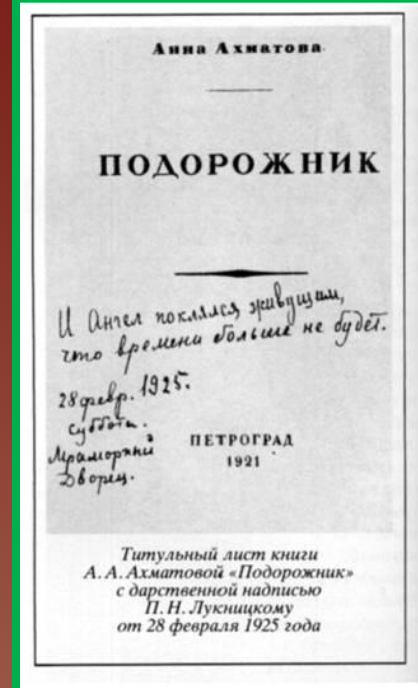 Анна Ахматова
ПОДОРОЖНИК
И Ангел поклялся живущим,
что времени больше не будет.
28 февр. 1925.
суббота.
Мраморный
Дворец.
ПЕТРОГРАД
1921
Титульный лист книги
А. А. Ахматовой «Подорожник»
с дарственной надписью
П. Н. Лукницкому
от 28 февраля 1925 года